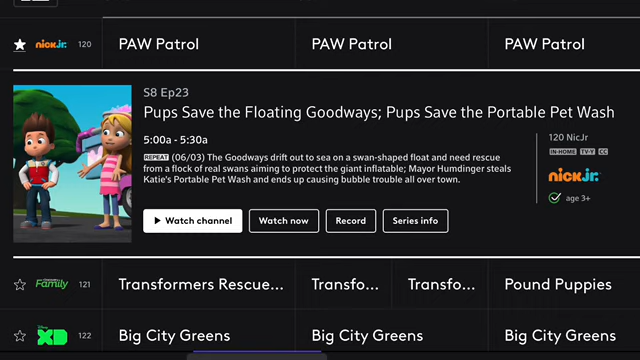 nick jr. 120 PAW Patrol PAW Patrol PAW Patrol
S8 Ep23
Pups Save the Floating Goodways; Pups Save the Portable Pet Wash
5:00a - 5:30a
REPEAT (06/03) The Goodways drift out to sea on a swan-shaped float and need rescue
from a flock of real swans aiming to protect the giant inflatable; Mayor Humdinger steals
Katie's Portable Pet Wash and ends up causing bubble trouble all over town.
120 NicJr
IN-HOME TV-Y CC
nick jr.
age 3+
Watch channel Watch now Record Series info
Family 121 Transformers Rescue... Transfo... Transfo... Pound Puppies
Disney XD 122 Big City Greens Big City Greens Big City Greens